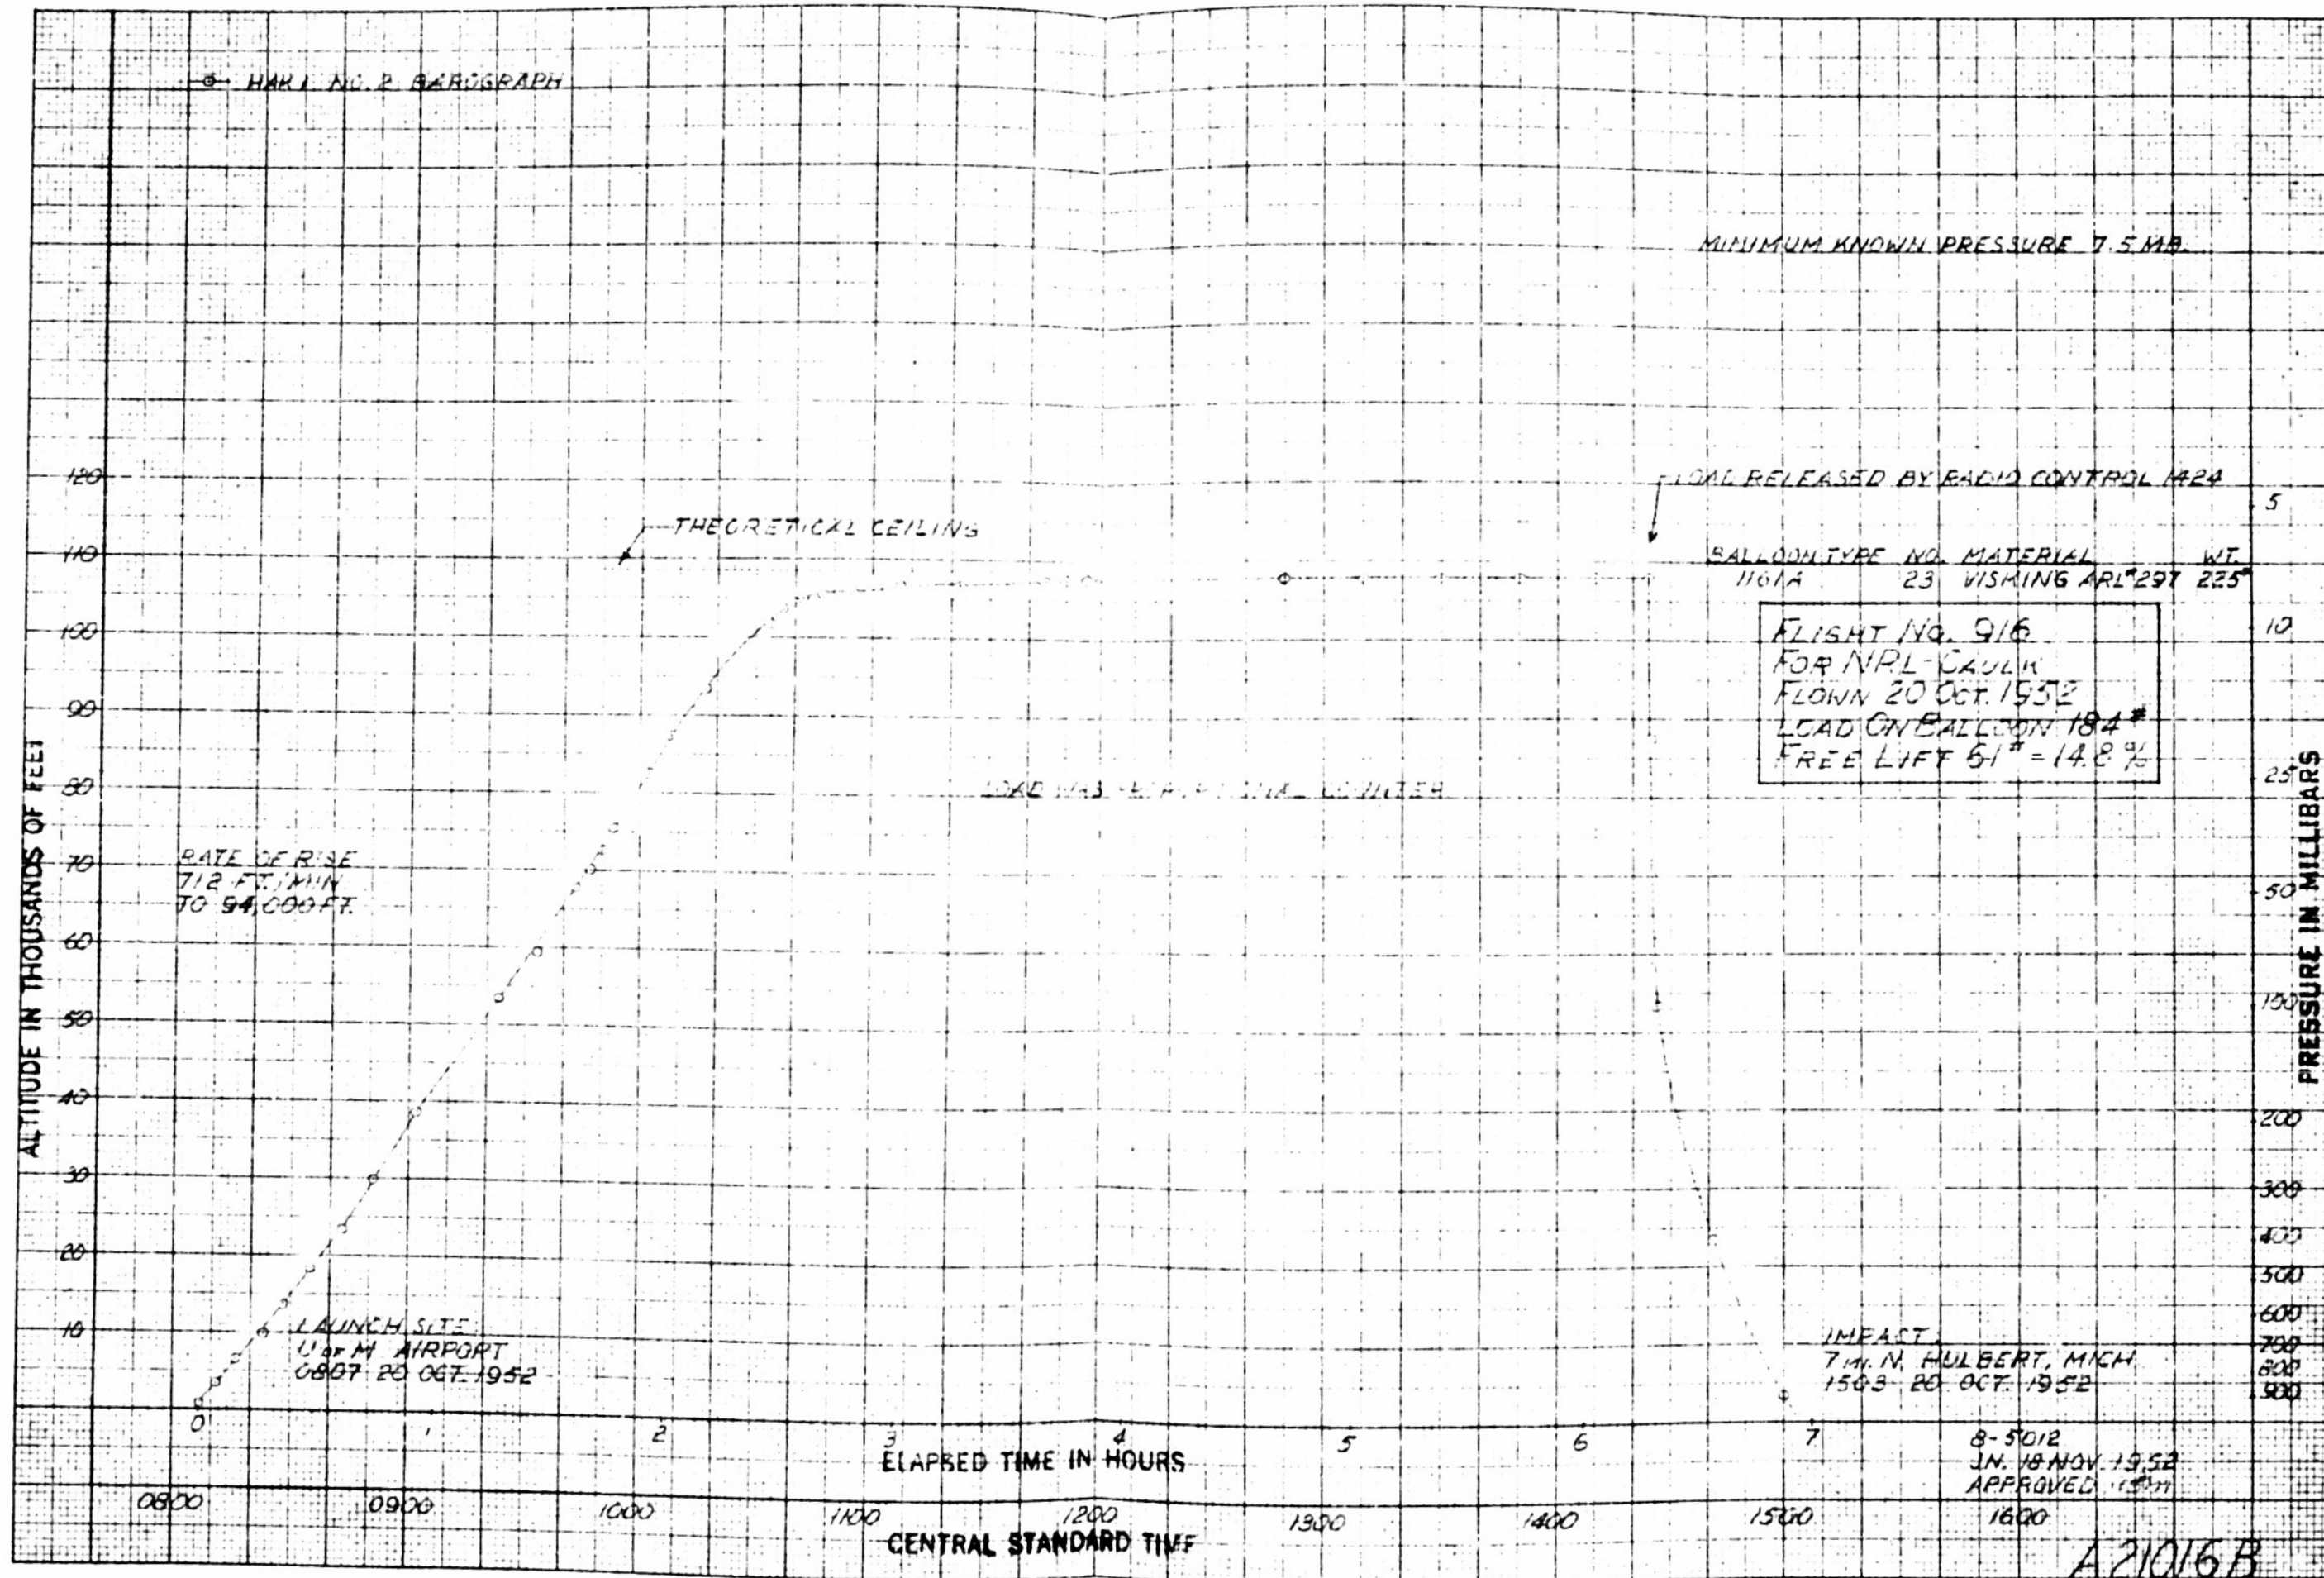 HAKI NO. 2 BAROGRAPH
MINIMUM KNOWN PRESSURE 7.5 MB.
LOAD RELEASED BY RADIO CONTROL 1424
THEORETICAL CEILING
BALLOON TYPE NO. MATERIAL WT.
1101A 23 VISKING ARL#297 225#
FLIGHT NO. 916
FOR NRL-CAULK
FLOWN 20 OCT. 1952
LOAD ON BALLOON 184#
FREE LIFT 61# = 14.8 %
LOAD WAS COUNTER
RATE OF RISE
712 FT./MIN
TO 94,000 FT.
LAUNCH SITE
U OF M AIRPORT
0807 20 OCT. 1952
IMPACT
7 MI. N. HULBERT, MICH
1503 20 OCT. 1952
ALTITUDE IN THOUSANDS OF FEET
120
110
100
90
80
70
60
50
40
30
20
10
PRESSURE IN MILLIBARS
5
10
25
50
100
200
300
400
500
600
700
800
900
0 1 2 3 4 5 6 7
ELAPSED TIME IN HOURS
8-5012
JN. 18 NOV. 1952
APPROVED
0800 0900 1000 1100 1200 1300 1400 1500 1600
CENTRAL STANDARD TIME
A21016B